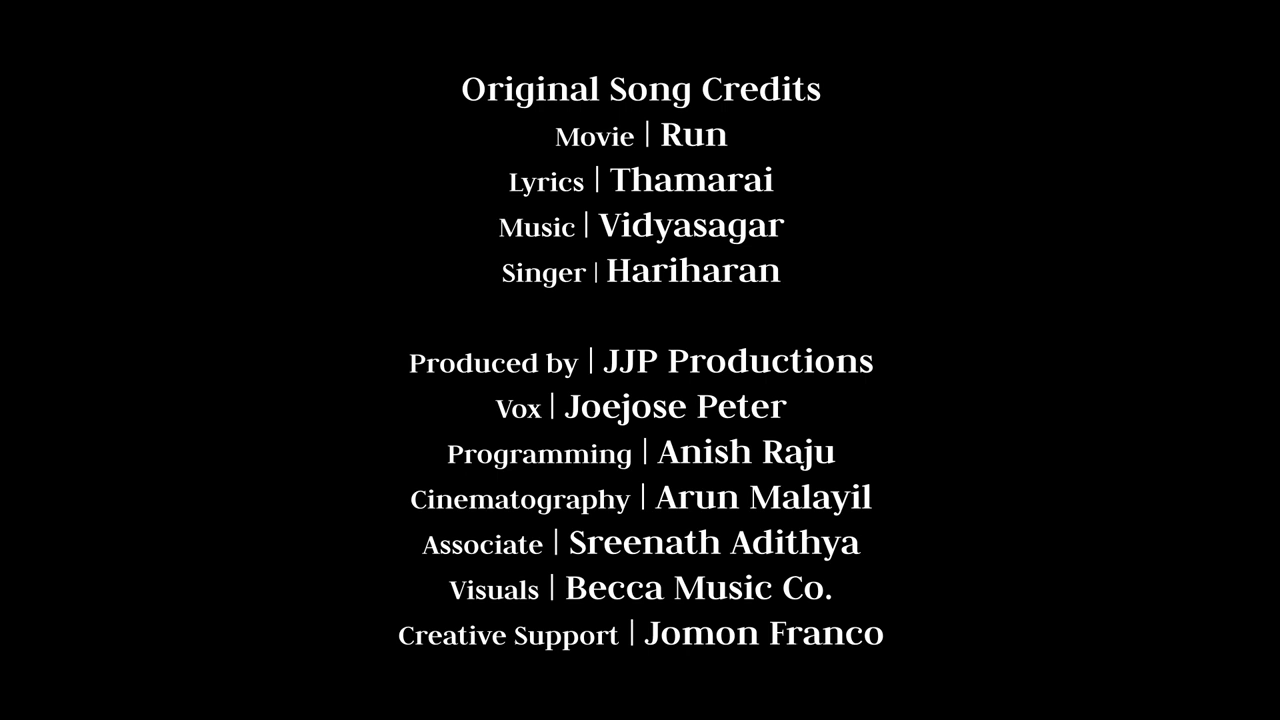 Original Song Credits
Movie | Run
Lyrics | Thamarai
Music | Vidyasagar
Singer | Hariharan
Produced by | JJP Productions
Vox | Joejose Peter
Programming | Anish Raju
Cinematography | Arun Malayil
Associate | Sreenath Adithya
Visuals | Becca Music Co.
Creative Support | Jomon Franco